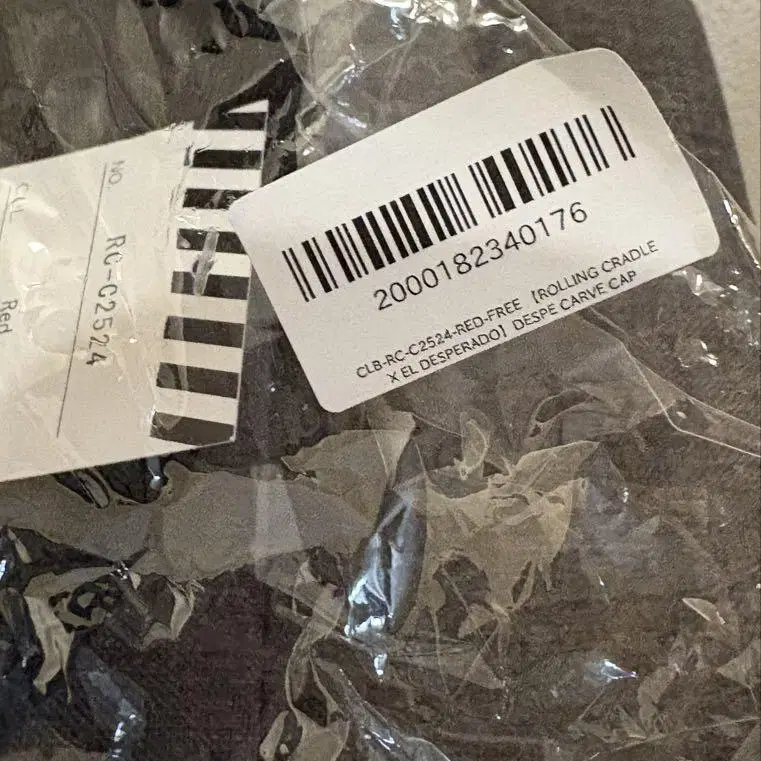 NO.
RC-C2524
Red
2000182340176
CLB-RC-C2524-RED-FREE 【ROLLING CRADLE
X EL DESPERADO】 DESPE CARVE CAP